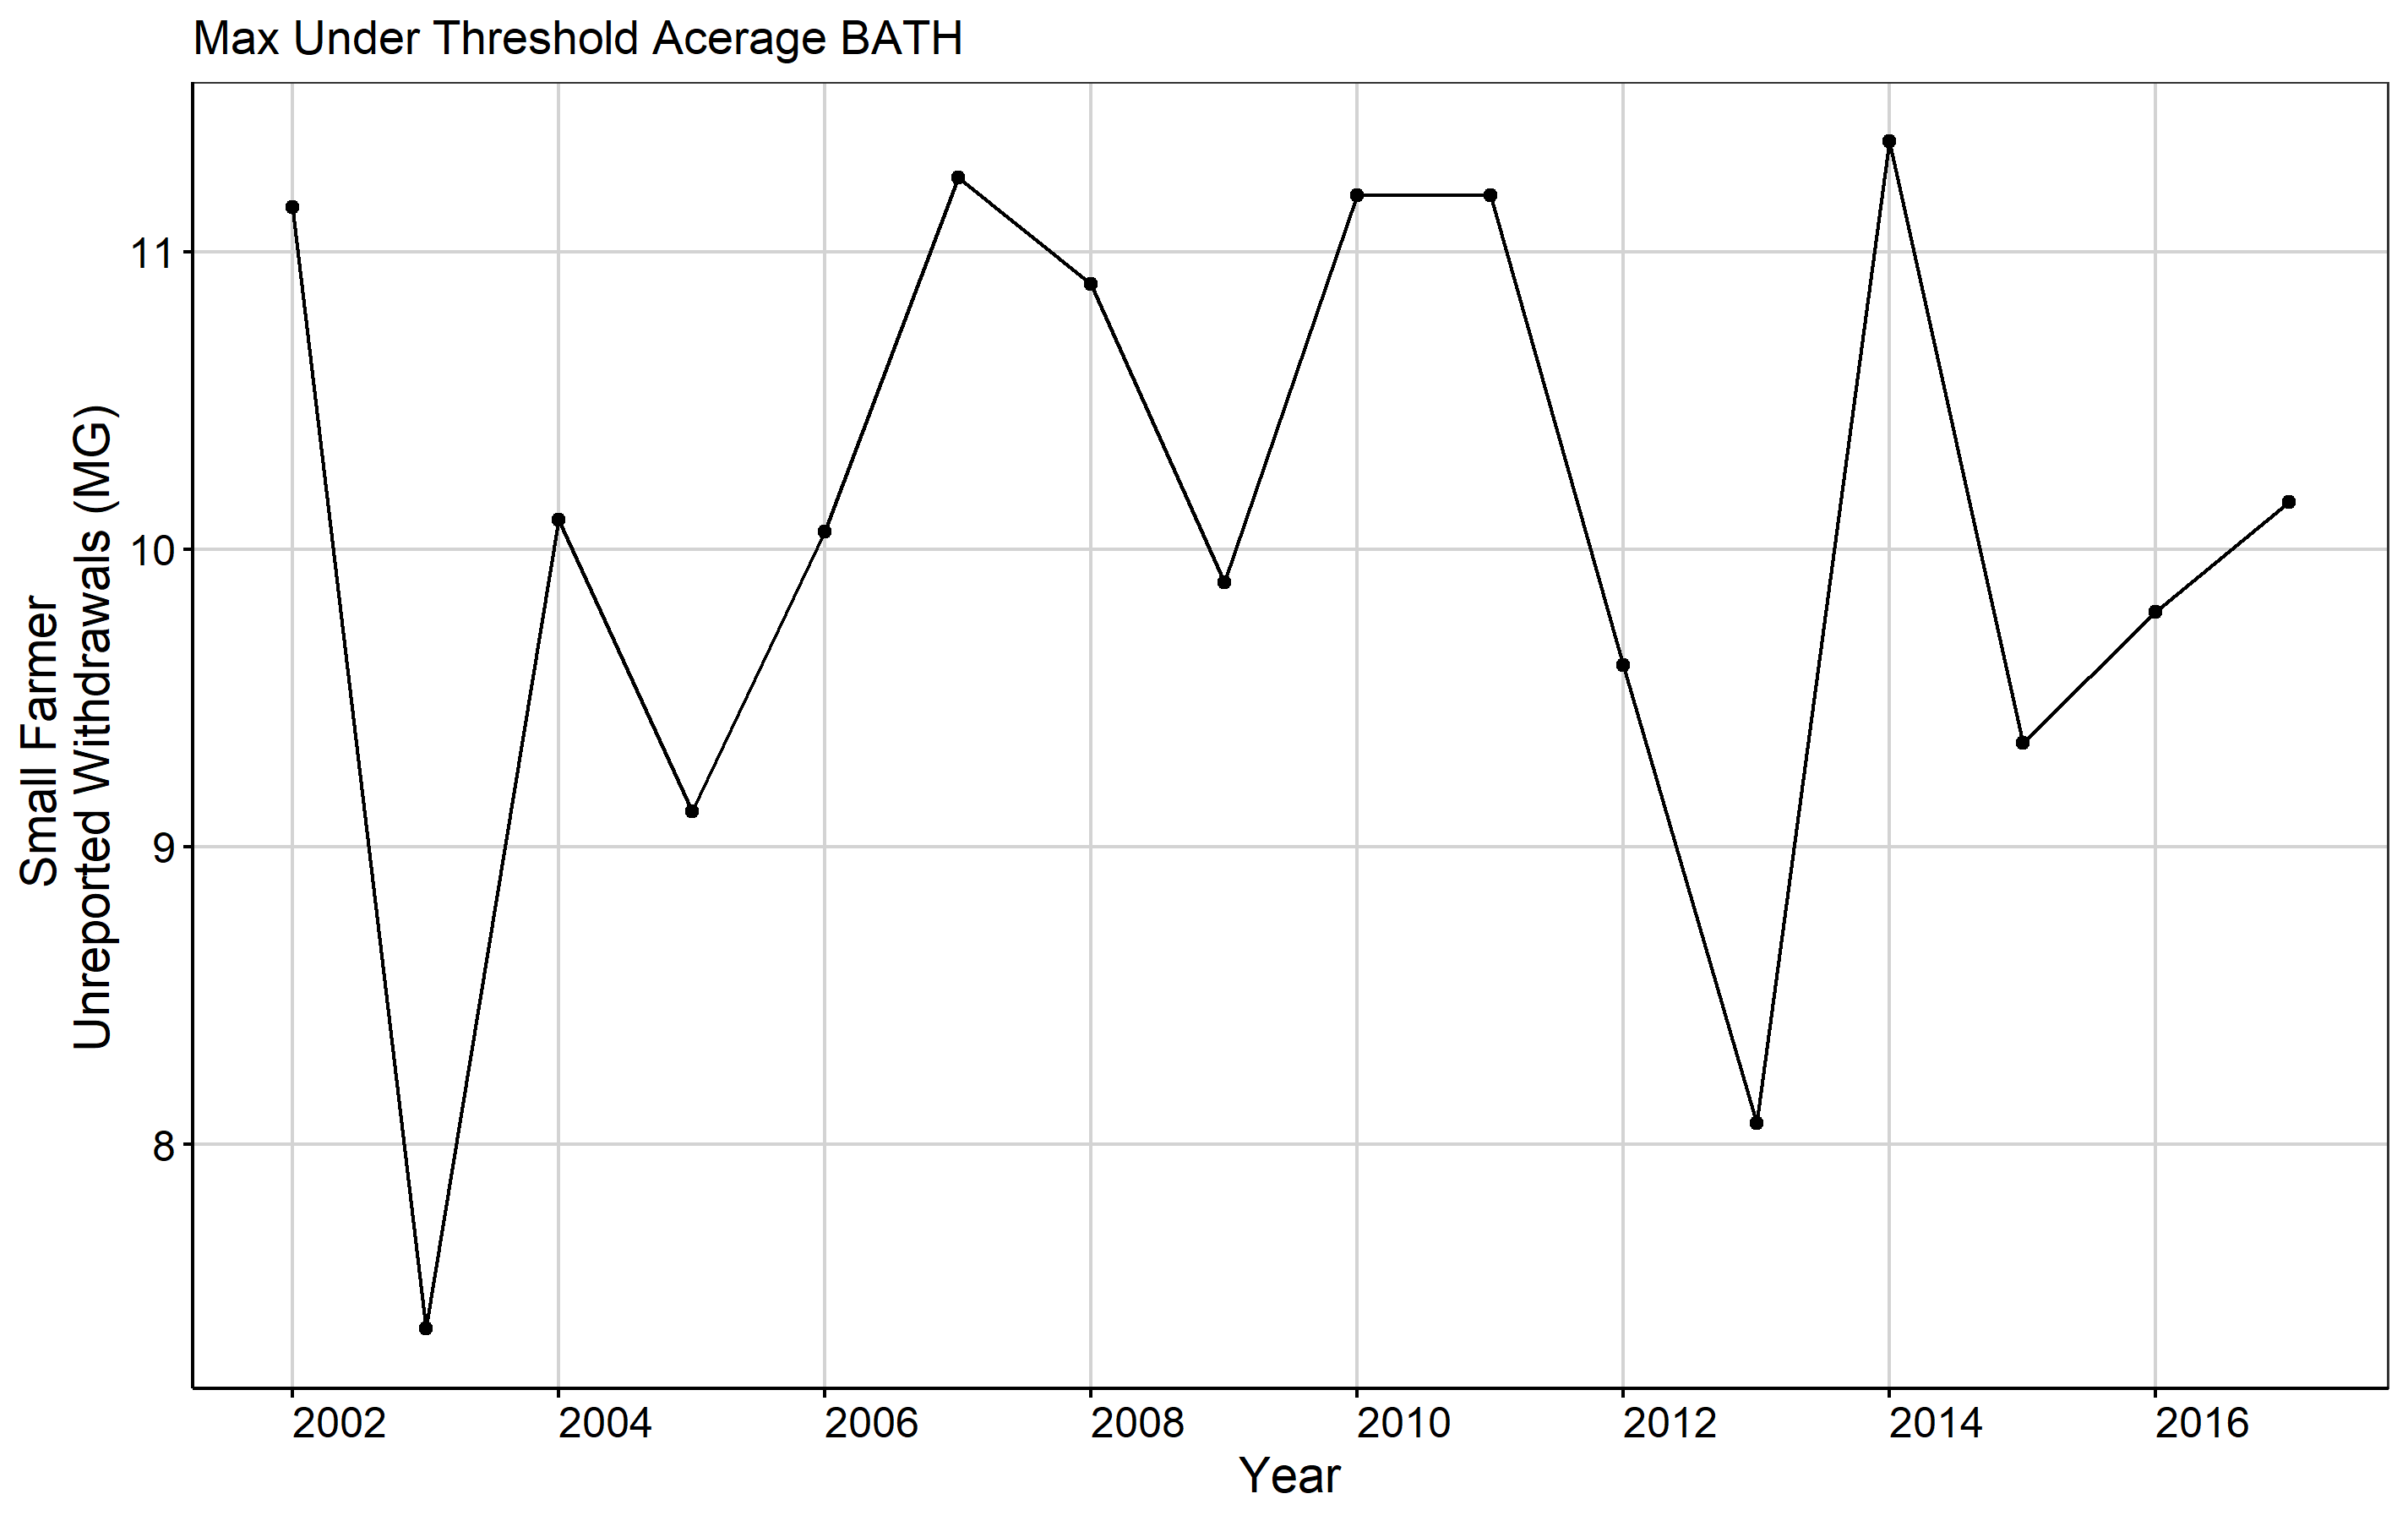 Max Under Threshold Acerage BATH
Small Farmer
Unreported Withdrawals (MG)
11
10
9
8
2002 2004 2006 2008 2010 2012 2014 2016
Year